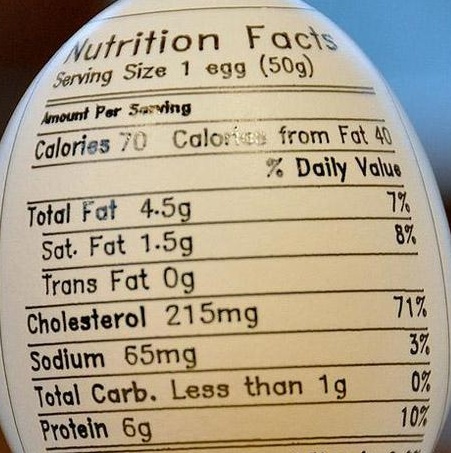 Nutrition Facts
Serving Size 1 egg (50g)
Amount Per Serving
Calories 70 Calories from Fat 40
% Daily Value
Total Fat 4.5g 7%
Sat. Fat 1.5g 8%
Trans Fat 0g
Cholesterol 215mg 71%
Sodium 65mg 3%
Total Carb. Less than 1g 0%
Protein 6g 10%